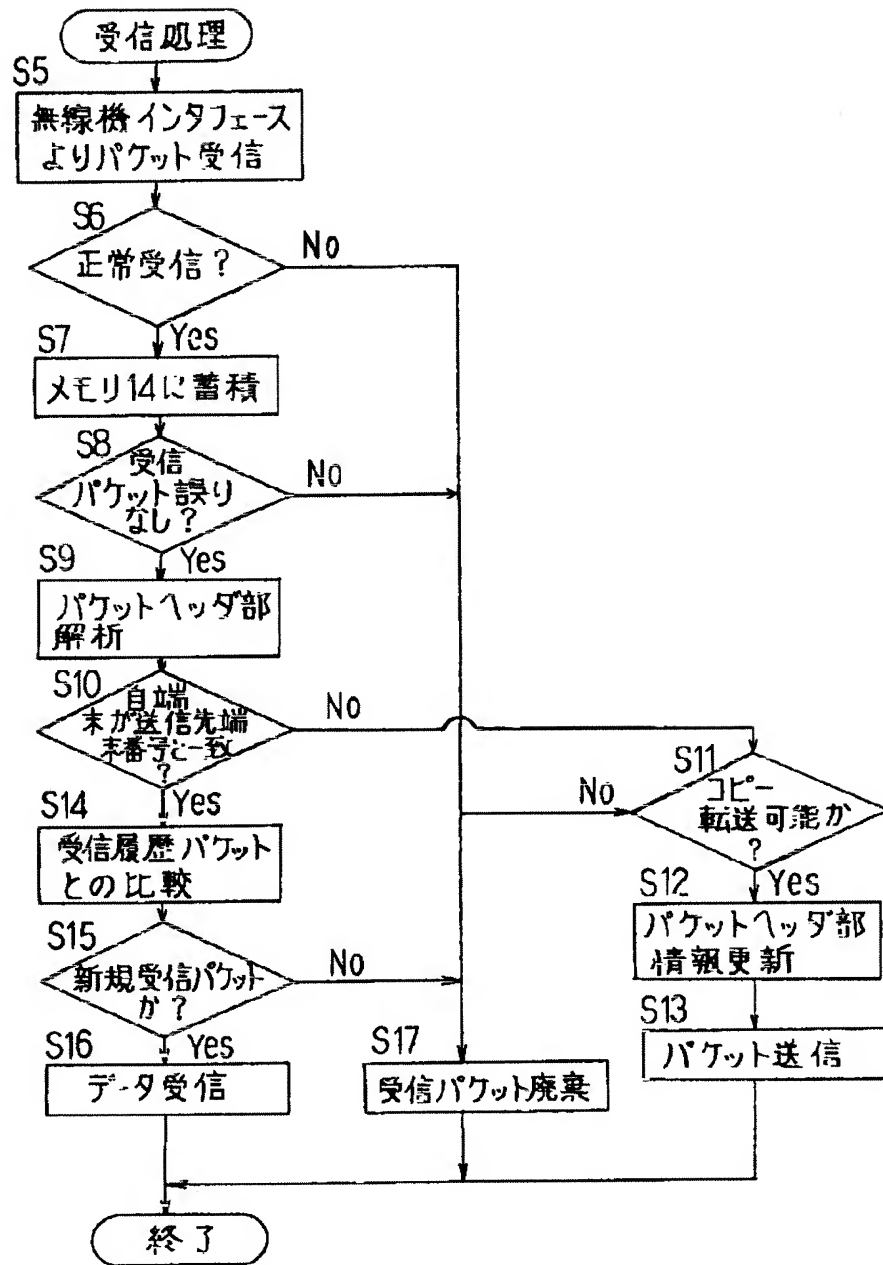 受信処理
S5
無線機インタフェース
よりパケット受信
S6
正常受信?
No
Yes
S7
メモリ14に蓄積
S8
受信
パケット誤り
なし?
No
Yes
S9
パケットヘッダ部
解析
S10
自端
末が送信先端
末番号と一致
?
No
Yes
S11
コピー
転送可能か
?
No
Yes
S12
パケットヘッダ部
情報更新
S13
パケット送信
S14
受信履歴パケット
との比較
S15
新規受信パケット
か?
No
Yes
S16
データ受信
S17
受信パケット廃棄
終了